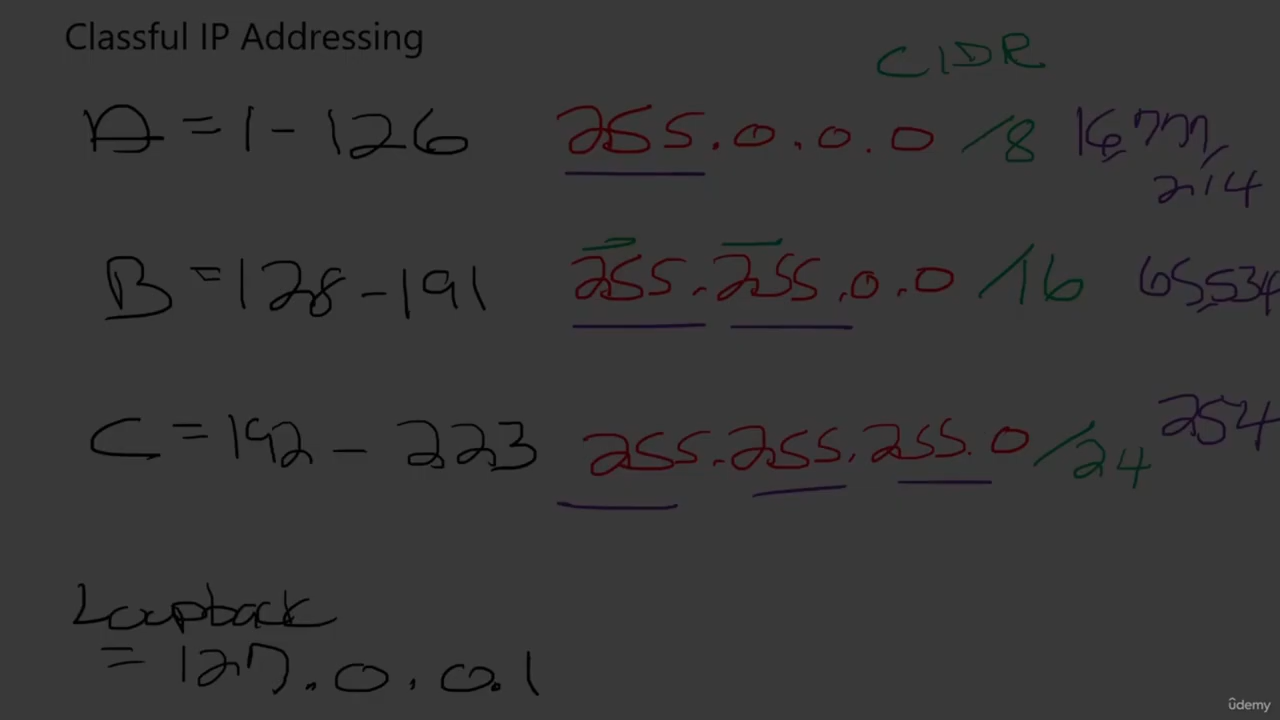 Classful IP Addressing
CIDR
A = 1 - 126 255.0.0.0 /8 16,777,
214
B = 128 - 191 255.255.0.0 /16 65,534
C = 192 - 223 255.255.255.0 /24 254
Loopback
= 127.0.0.1
udemy